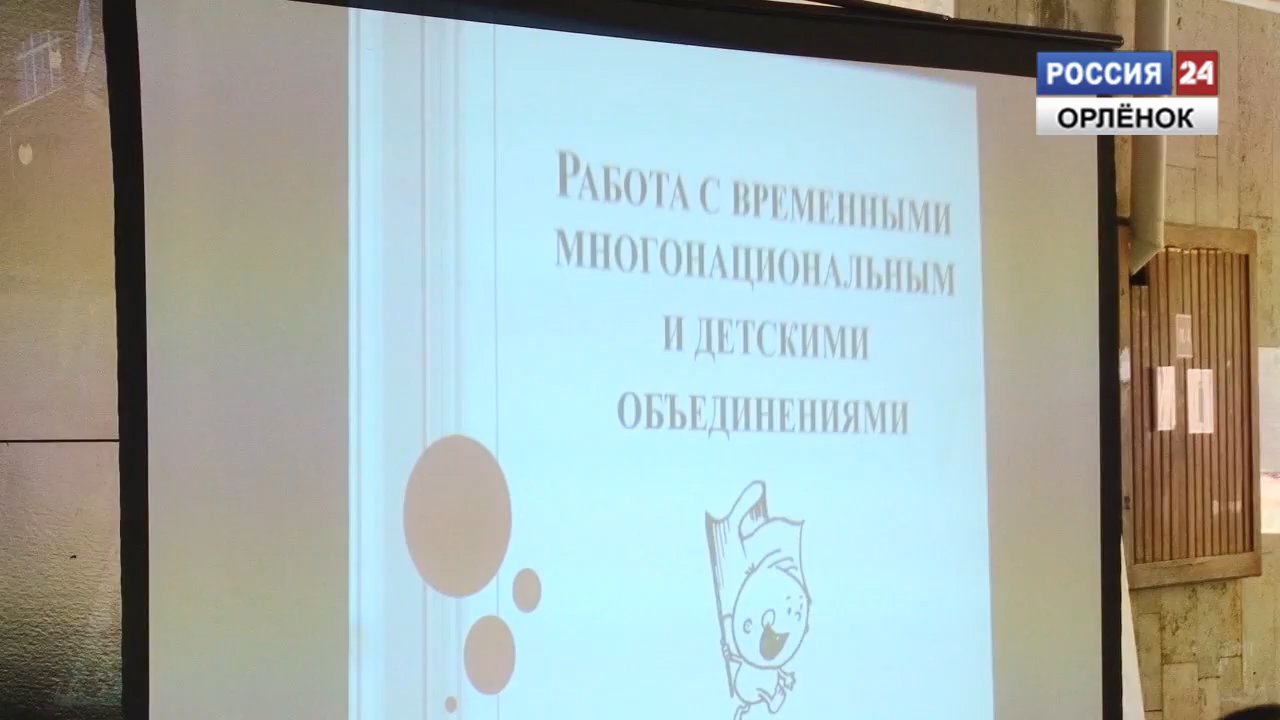 РОССИЯ 24
ОРЛЁНОК
РАБОТА С ВРЕМЕННЫМИ
МНОГОНАЦИОНАЛЬНЫМ
И ДЕТСКИМИ
ОБЪЕДИНЕНИЯМИ